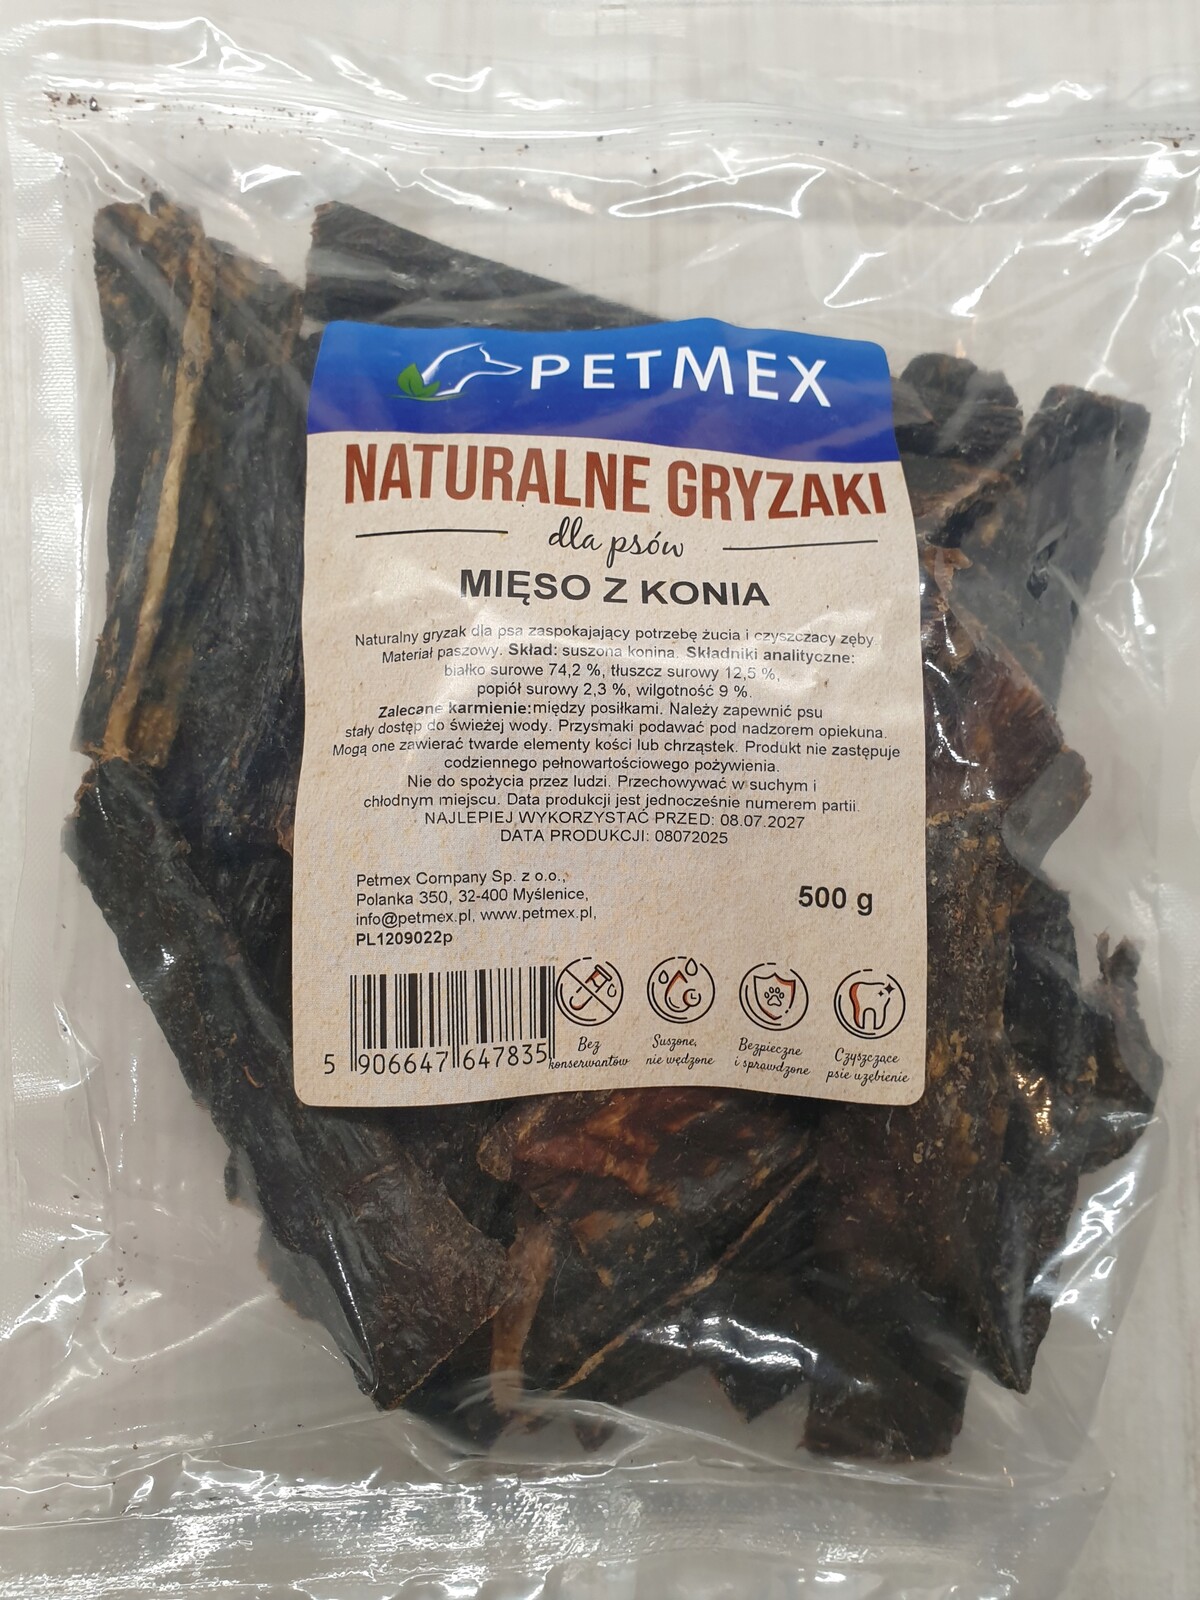 PETMEX
NATURALNE GRYZAKI
dla psów
MIĘSO Z KONIA
Naturalny gryzak dla psa zaspokajający potrzebę żucia i czyszczacy zęby
Materiał paszowy. Skład: suszona konina. Składniki analityczne:
białko surowe 74,2 %, tłuszcz surowy 12,5 %,
popiół surowy 2,3 %, wilgotność 9 %.
Zalecane karmienie:między posiłkami. Należy zapewnić psu
stały dostęp do świeżej wody. Przysmaki podawać pod nadzorem opiekuna.
Mogą one zawierać twarde elementy kości lub chrząstek. Produkt nie zastępuje
codziennego pełnowartościowego pożywienia.
Nie do spożycia przez ludzi. Przechowywać w suchym i
chłodnym miejscu. Data produkcji jest jednocześnie numerem partii.
NAJLEPIEJ WYKORZYSTAĆ PRZED: 08.07.2027
DATA PRODUKCJI: 08072025
Petmex Company Sp. z o.o.,
Polanka 350, 32-400 Myślenice,
info@petmex.pl, www.petmex.pl,
PL1209022p
500 g
5 906647 647835
Bez
konserwantów
Suszone,
nie wędzone
Bezpieczne
i sprawdzone
Czyszczące
psie uzębienie